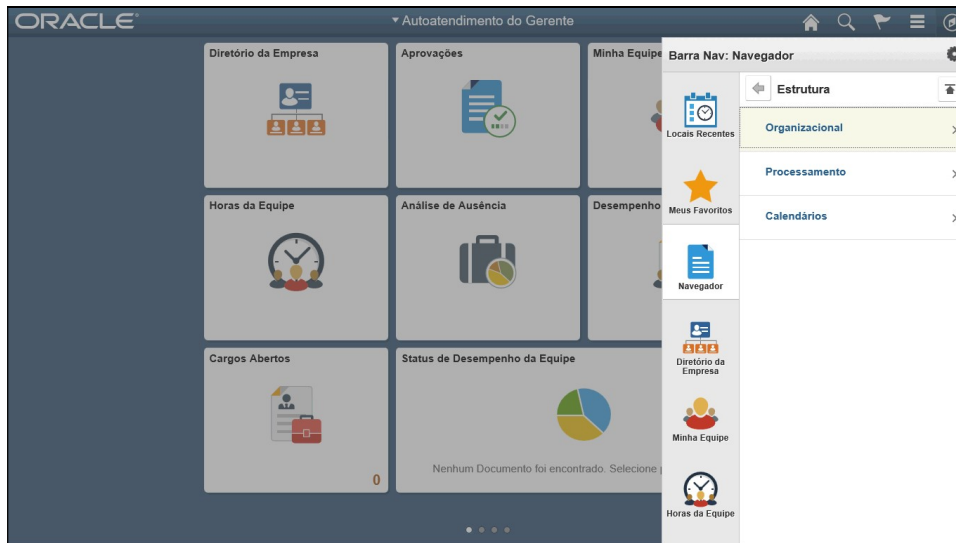 ORACLE®
Autoatendimento do Gerente
Diretório da Empresa
Aprovações
Minha Equipe
Horas da Equipe
Análise de Ausência
Desempenho
Cargos Abertos
0
Status de Desempenho da Equipe
Nenhum Documento foi encontrado. Selecione
Barra Nav: Navegador
Locais Recentes
Meus Favoritos
Navegador
Diretório da
Empresa
Minha Equipe
Horas da Equipe
Estrutura
Organizacional
Processamento
Calendários